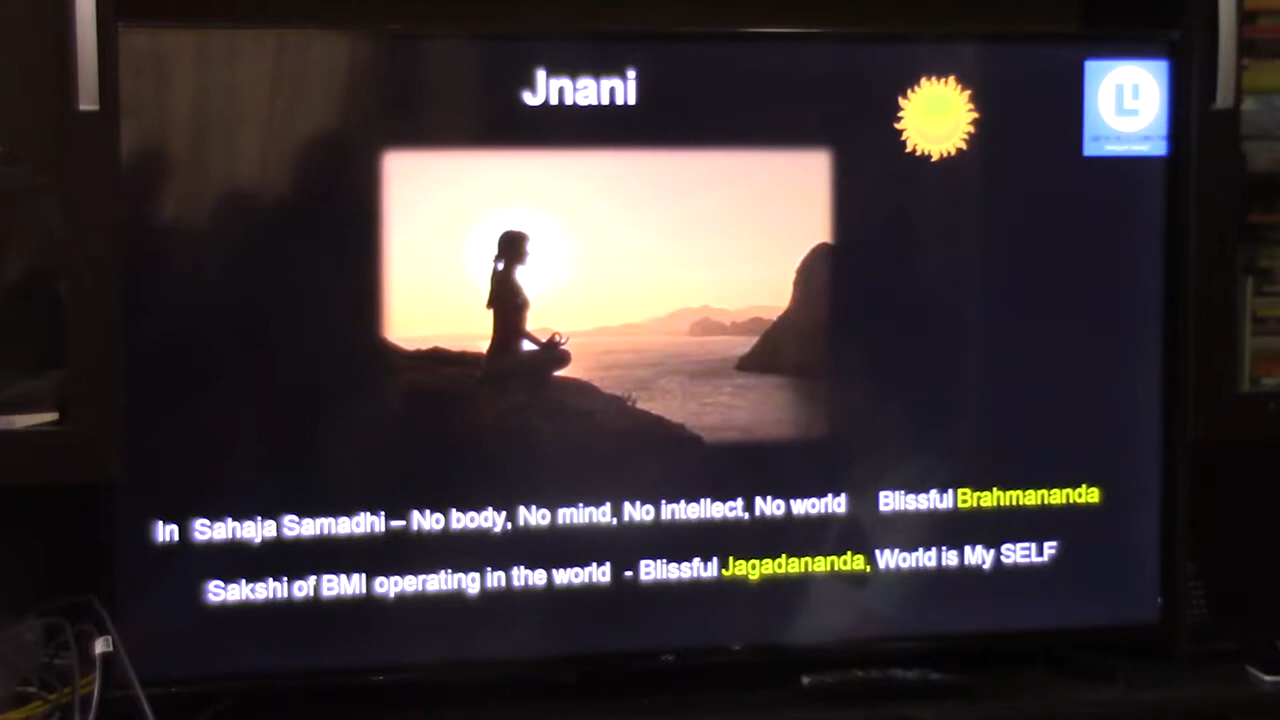 Jnani
In Sahaja Samadhi – No body, No mind, No intellect, No world Blissful Brahmananda
Sakshi of BMI operating in the world - Blissful Jagadananda, World is My SELF